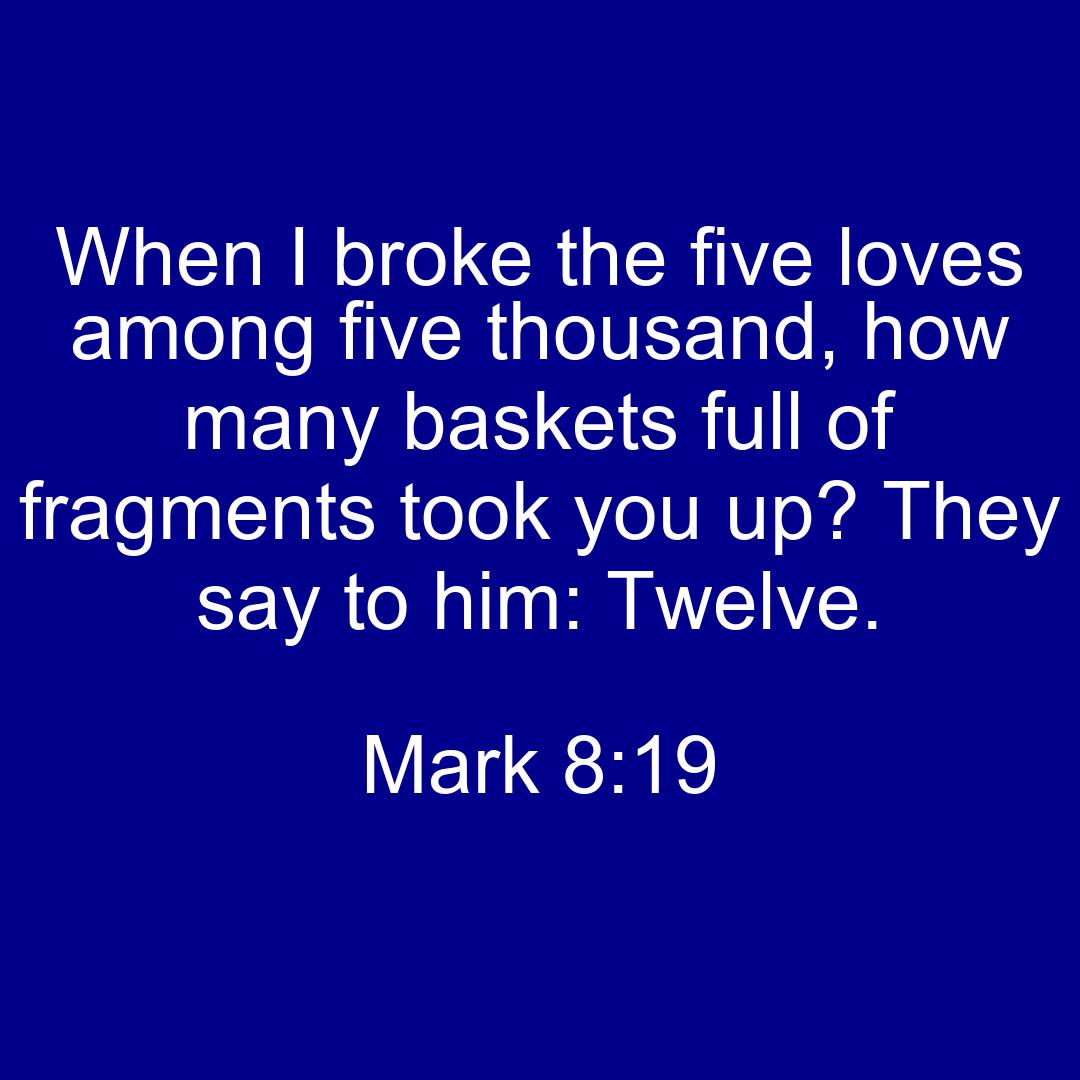 When I broke the five loves
among five thousand, how
many baskets full of
fragments took you up? They
say to him: Twelve.
Mark 8:19